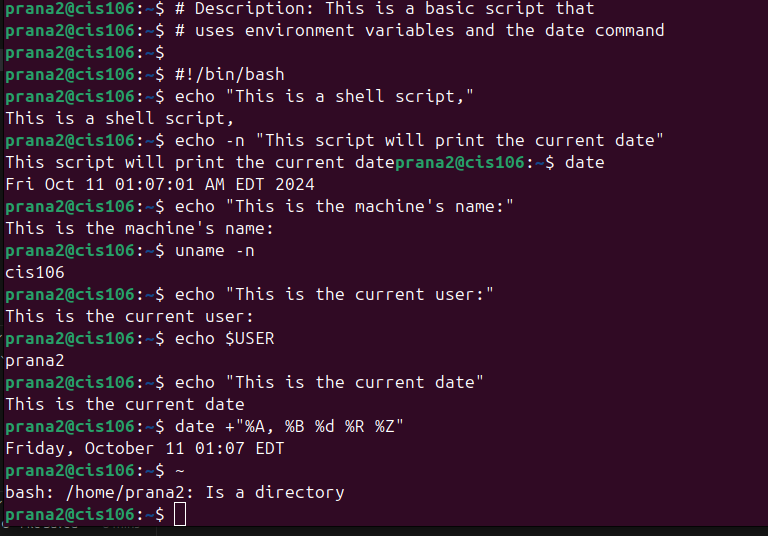 prana2@cis106:~$ # Description: This is a basic script that
prana2@cis106:~$ # uses environment variables and the date command
prana2@cis106:~$
prana2@cis106:~$ #!/bin/bash
prana2@cis106:~$ echo "This is a shell script,"
This is a shell script,
prana2@cis106:~$ echo -n "This script will print the current date"
This script will print the current dateprana2@cis106:~$ date
Fri Oct 11 01:07:01 AM EDT 2024
prana2@cis106:~$ echo "This is the machine's name:"
This is the machine's name:
prana2@cis106:~$ uname -n
cis106
prana2@cis106:~$ echo "This is the current user:"
This is the current user:
prana2@cis106:~$ echo $USER
prana2
prana2@cis106:~$ echo "This is the current date"
This is the current date
prana2@cis106:~$ date +"%A, %B %d %R %Z"
Friday, October 11 01:07 EDT
prana2@cis106:~$ ~
bash: /home/prana2: Is a directory
prana2@cis106:~$